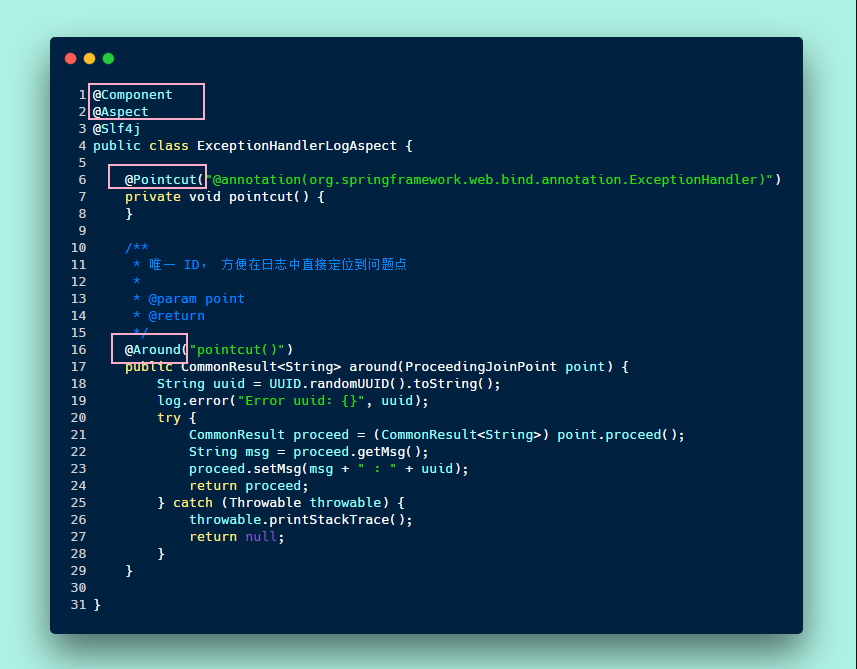 1 @Component
2 @Aspect
3 @Slf4j
4 public class ExceptionHandlerLogAspect {
5
6     @Pointcut("@annotation(org.springframework.web.bind.annotation.ExceptionHandler)")
7     private void pointcut() {
8     }
9
10     /**
11      * 唯一 ID， 方便在日志中直接定位到问题点
12      *
13      * @param point
14      * @return
15      */
16     @Around("pointcut()")
17     public CommonResult<String> around(ProceedingJoinPoint point) {
18         String uuid = UUID.randomUUID().toString();
19         log.error("Error uuid: {}", uuid);
20         try {
21             CommonResult proceed = (CommonResult<String>) point.proceed();
22             String msg = proceed.getMsg();
23             proceed.setMsg(msg + " : " + uuid);
24             return proceed;
25         } catch (Throwable throwable) {
26             throwable.printStackTrace();
27             return null;
28         }
29     }
30
31 }